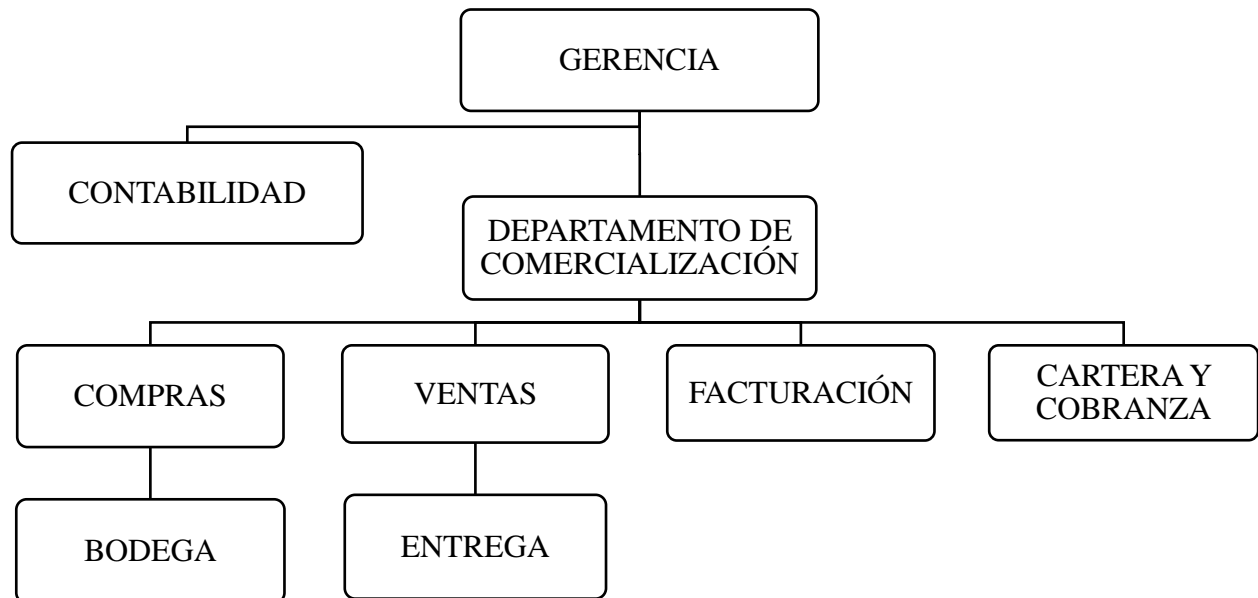 GERENCIA
CONTABILIDAD
DEPARTAMENTO DE
COMERCIALIZACIÓN
COMPRAS
VENTAS
FACTURACIÓN
CARTERA Y
COBRANZA
BODEGA
ENTREGA